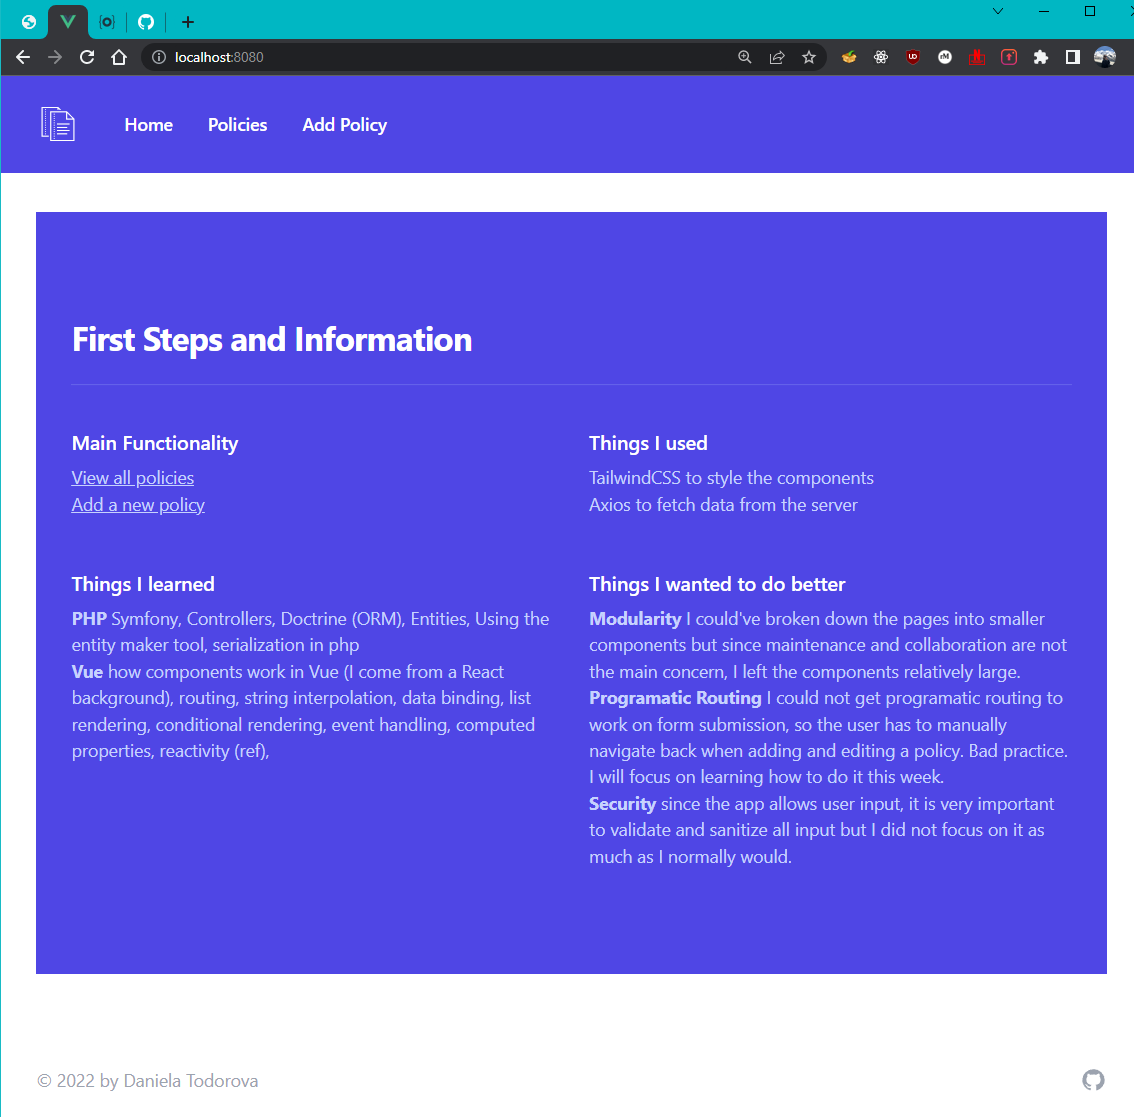 localhost:8080
Home Policies Add Policy
First Steps and Information
Main Functionality
View all policies
Add a new policy
Things I used
TailwindCSS to style the components
Axios to fetch data from the server
Things I learned
PHP Symfony, Controllers, Doctrine (ORM), Entities, Using the
entity maker tool, serialization in php
Vue how components work in Vue (I come from a React
background), routing, string interpolation, data binding, list
rendering, conditional rendering, event handling, computed
properties, reactivity (ref),
Things I wanted to do better
Modularity I could've broken down the pages into smaller
components but since maintenance and collaboration are not
the main concern, I left the components relatively large.
Programatic Routing I could not get programatic routing to
work on form submission, so the user has to manually
navigate back when adding and editing a policy. Bad practice.
I will focus on learning how to do it this week.
Security since the app allows user input, it is very important
to validate and sanitize all input but I did not focus on it as
much as I normally would.
© 2022 by Daniela Todorova